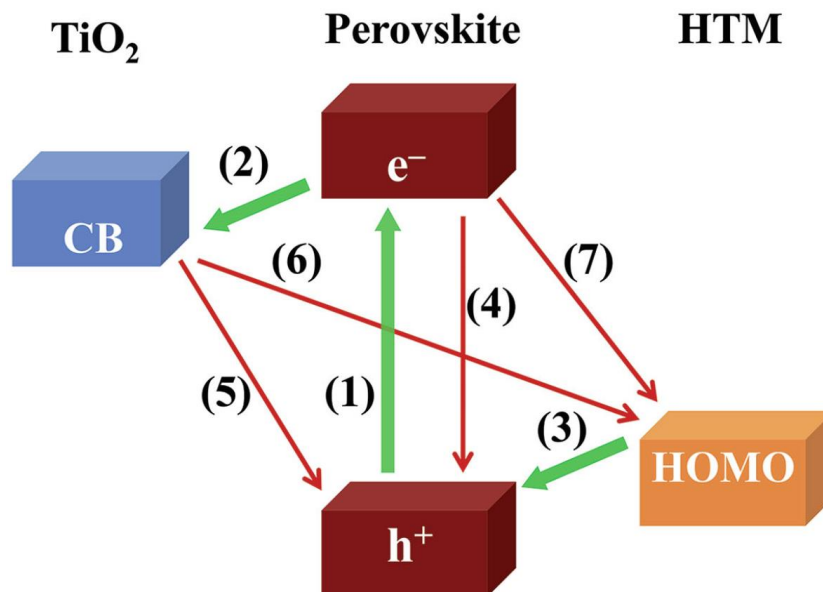 TiO₂
Perovskite
HTM
e⁻
(2)
CB
(6)
(7)
(4)
(5)
(1)
(3)
HOMO
h⁺